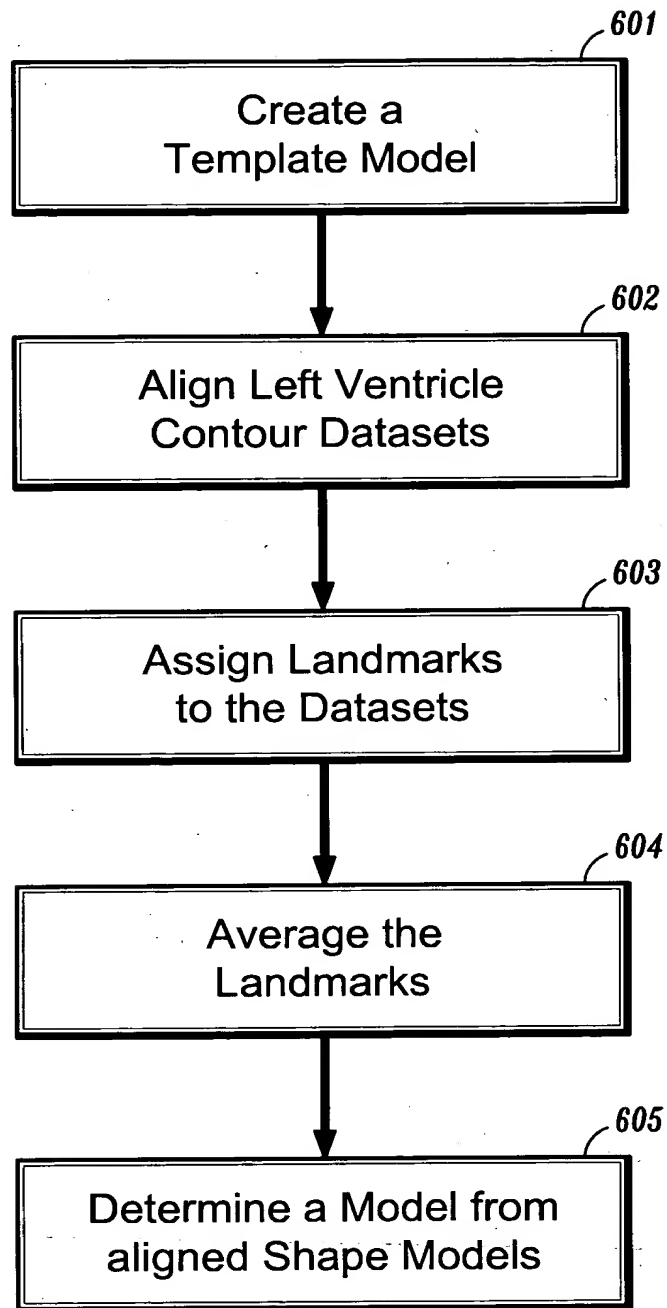 601
Create a
Template Model
602
Align Left Ventricle
Contour Datasets
603
Assign Landmarks
to the Datasets
604
Average the
Landmarks
605
Determine a Model from
aligned Shape Models